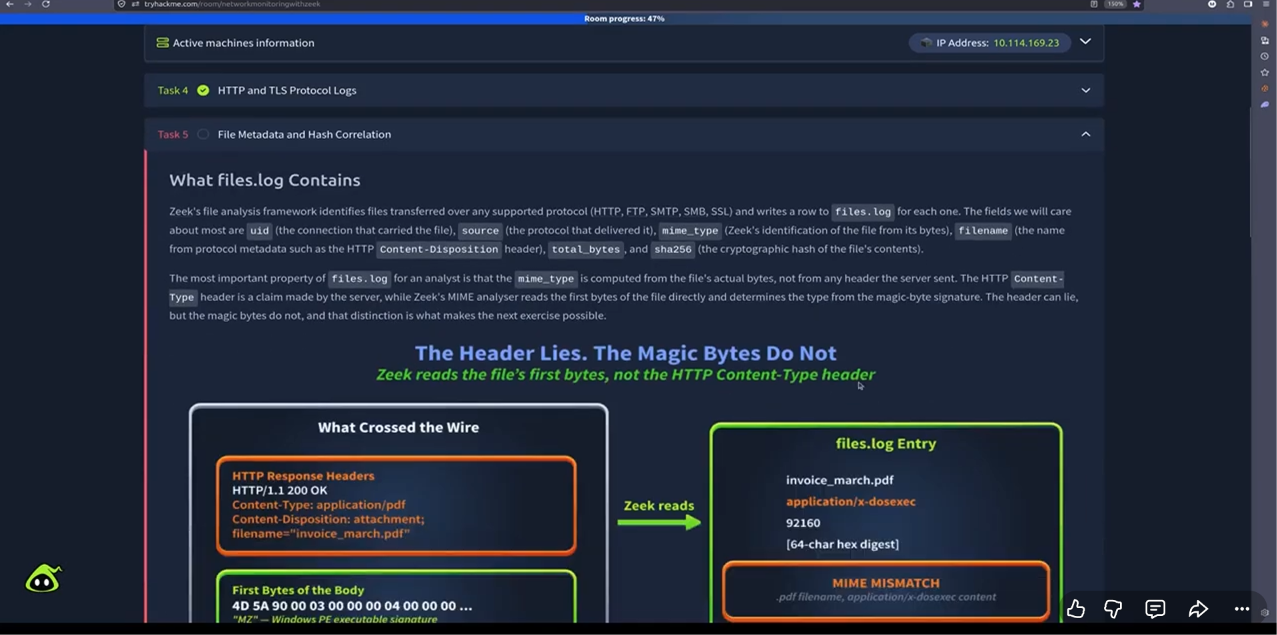 tryhackme.com/room/networkmonitoringwithzeek
150%
Room progress: 47%
Active machines information
IP Address: 10.114.169.23
Task 4 HTTP and TLS Protocol Logs
Task 5 File Metadata and Hash Correlation
What files.log Contains
Zeek's file analysis framework identifies files transferred over any supported protocol (HTTP, FTP, SMTP, SMB, SSL) and writes a row to files.log for each one. The fields we will care
about most are uid (the connection that carried the file), source (the protocol that delivered it), mime_type (Zeek's identification of the file from its bytes), filename (the name
from protocol metadata such as the HTTP Content-Disposition header), total_bytes, and sha256 (the cryptographic hash of the file's contents).
The most important property of files.log for an analyst is that the mime_type is computed from the file's actual bytes, not from any header the server sent. The HTTP Content-
Type header is a claim made by the server, while Zeek's MIME analyser reads the first bytes of the file directly and determines the type from the magic-byte signature. The header can lie,
but the magic bytes do not, and that distinction is what makes the next exercise possible.
The Header Lies. The Magic Bytes Do Not
Zeek reads the file's first bytes, not the HTTP Content-Type header
What Crossed the Wire
HTTP Response Headers
HTTP/1.1 200 OK
Content-Type: application/pdf
Content-Disposition: attachment;
filename="invoice_march.pdf"
First Bytes of the Body
4D 5A 90 00 03 00 00 00 04 00 00 00 ...
"MZ" — Windows PE executable signature
Zeek reads
files.log Entry
invoice_march.pdf
application/x-dosexec
92160
[64-char hex digest]
MIME MISMATCH
.pdf filename, application/x-dosexec content